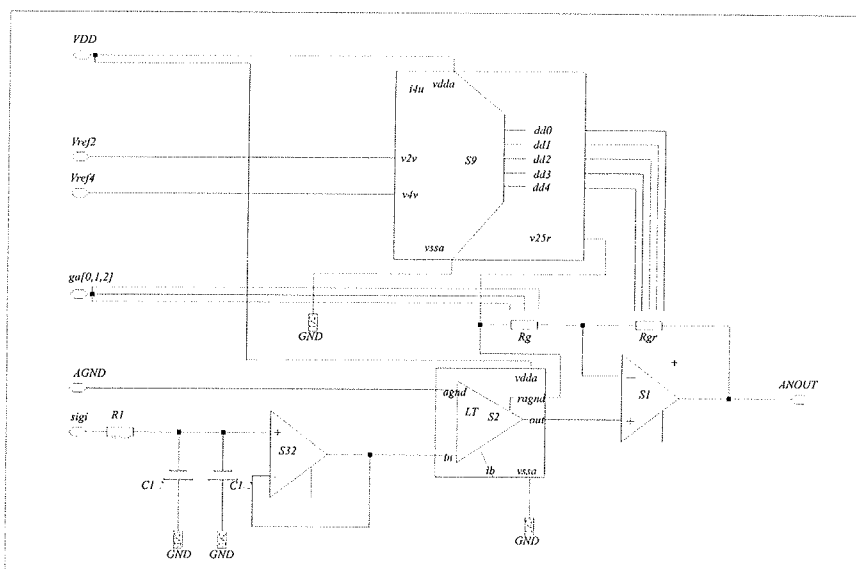 VDD
i4u
vdda
dd0
dd1
Vref2
v2v
S9
dd2
dd3
Vref4
v4v
dd4
vssa
v25r
ga[0,1,2]
GND
Rg
Rgr
+
vdda
AGND
agnd
ragnd
−
S1
ANOUT
LT
S2
sigi
R1
+
out
+
S32
in
C1
C1
-
ib
vssa
GND
GND
GND